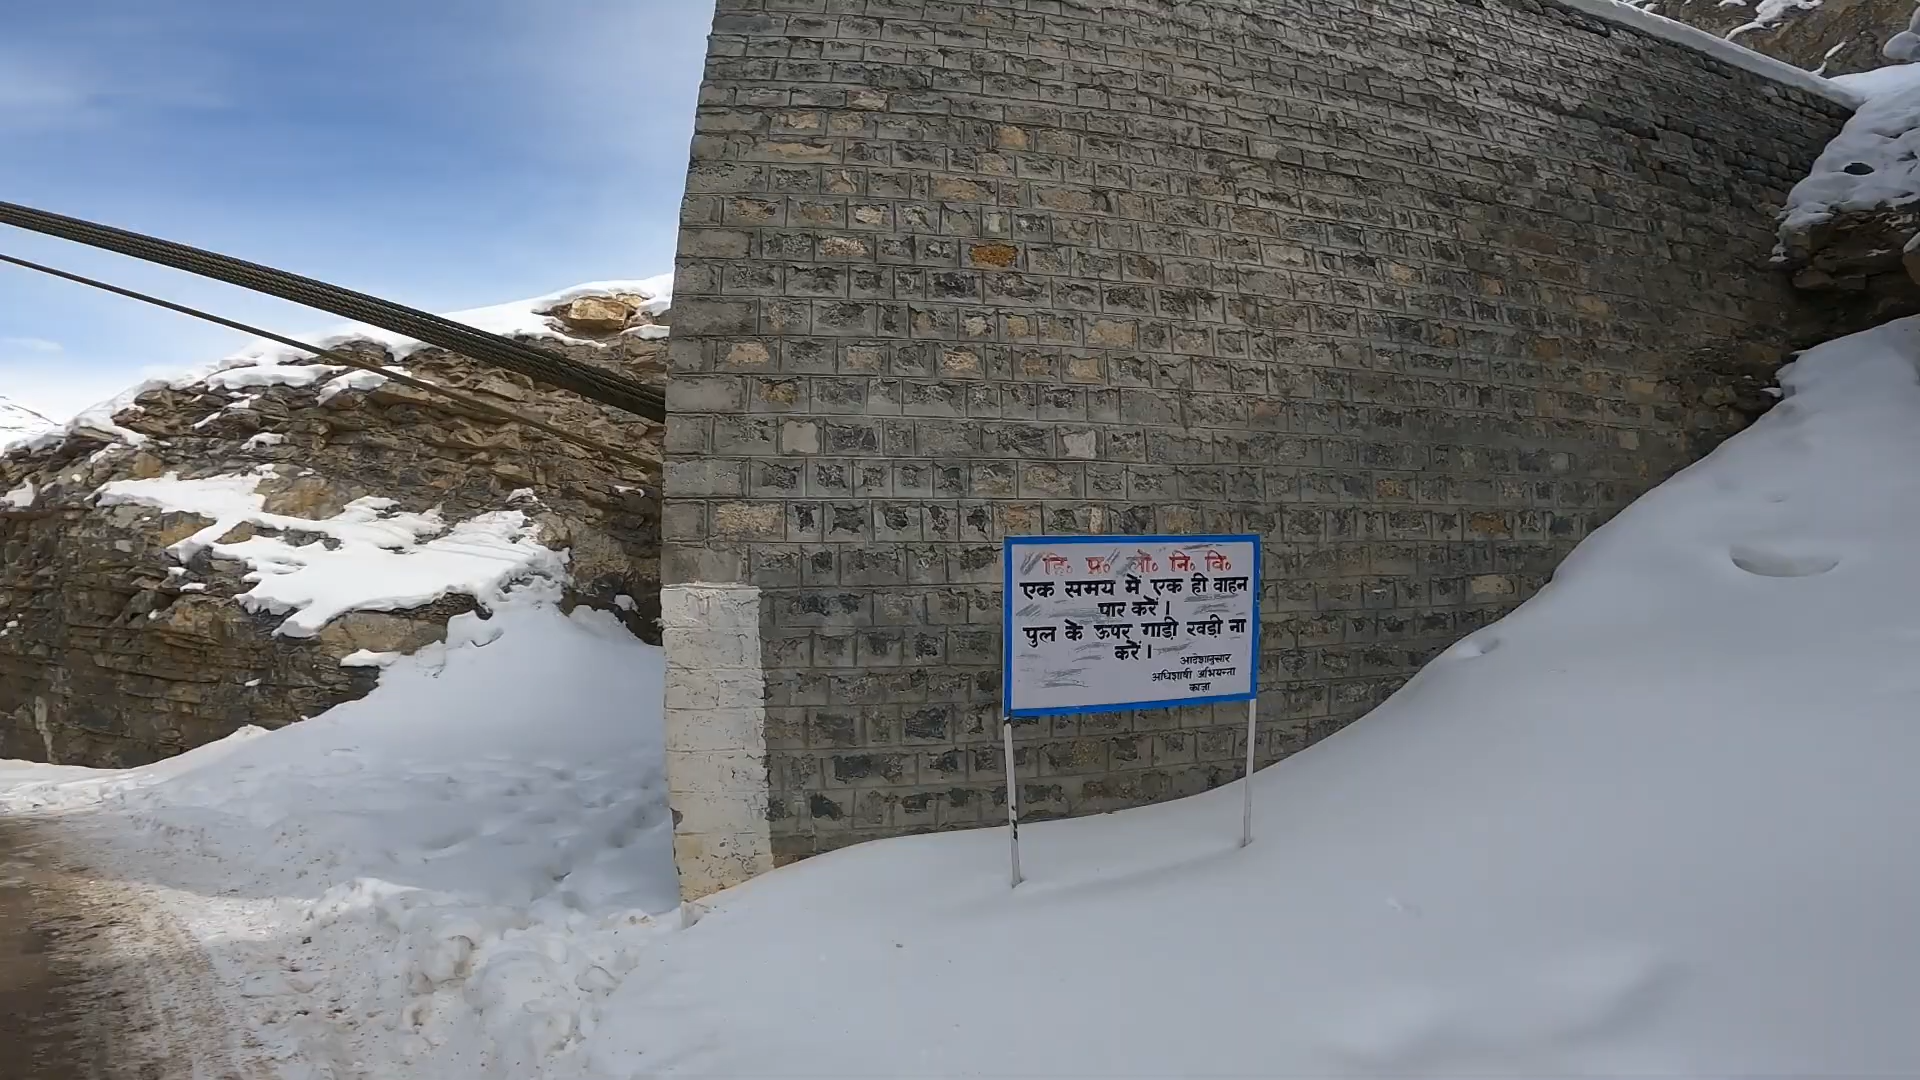 हि॰ प्र॰ लो॰ नि॰ वि॰
एक समय में एक ही वाहन
पार करें।
पुल के ऊपर गाड़ी खड़ी ना
करें।
आदेशानुसार
अधिशाषी अभियन्ता
काज़ा